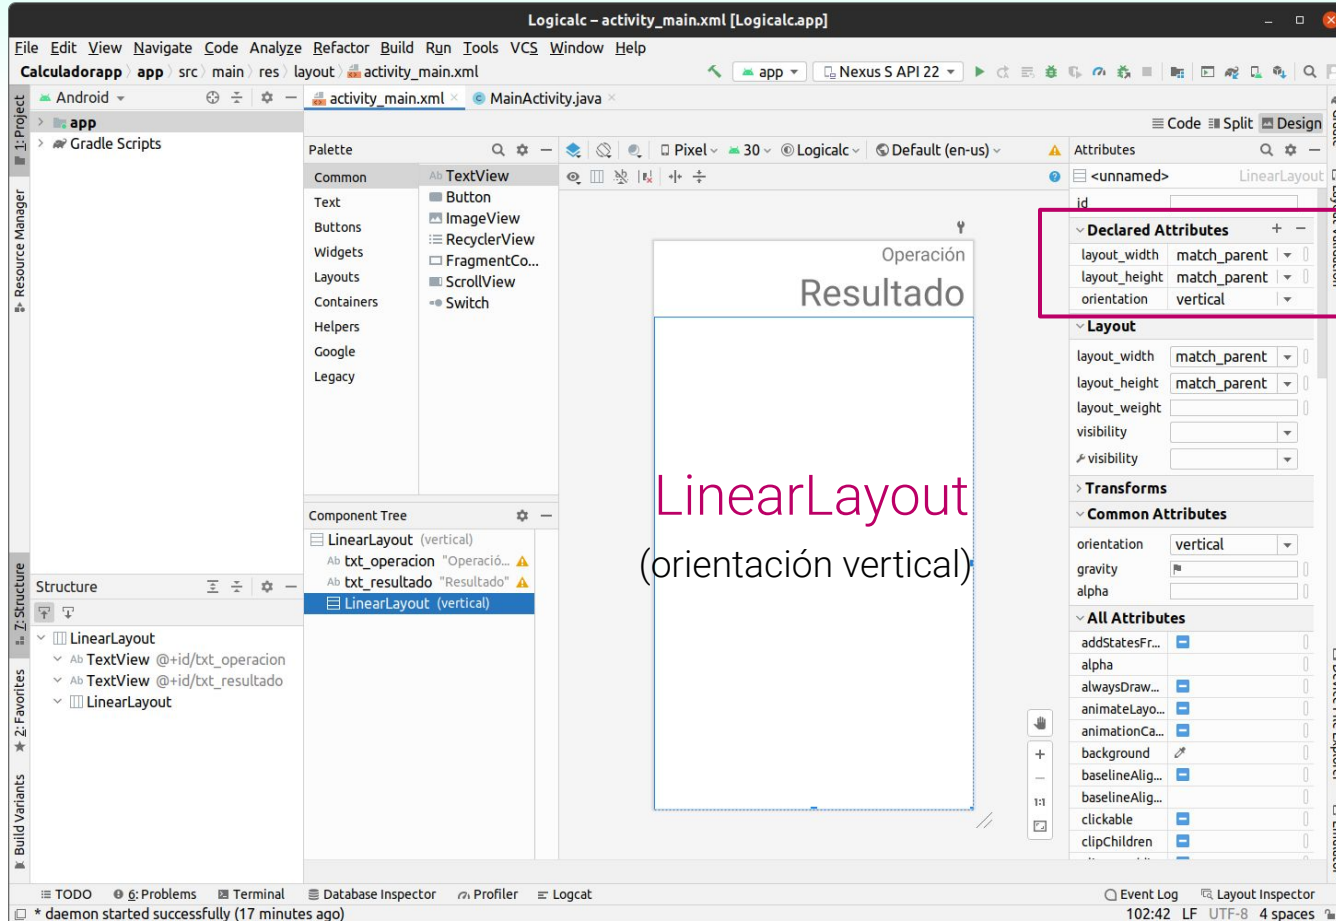 Logicalc – activity_main.xml [Logicalc.app]
File Edit View Navigate Code Analyze Refactor Build Run Tools VCS Window Help
Calculadorapp app src main res layout activity_main.xml app Nexus S API 22
1: Project
Resource Manager
7: Structure
2: Favorites
Build Variants
Android
app
Gradle Scripts
activity_main.xml MainActivity.java
Code Split Design
Palette
Common
Text
Buttons
Widgets
Layouts
Containers
Helpers
Google
Legacy
Ab TextView
Button
ImageView
RecyclerView
FragmentCo...
ScrollView
Switch
Pixel 30 Logicalc Default (en-us)
Operación
Resultado
LinearLayout
(orientación vertical)
1:1
Component Tree
LinearLayout (vertical)
Ab txt_operacion "Operació...
Ab txt_resultado "Resultado"
LinearLayout (vertical)
Structure
LinearLayout
Ab TextView @+id/txt_operacion
Ab TextView @+id/txt_resultado
LinearLayout
Attributes
<unnamed> LinearLayout
id
Declared Attributes + −
layout_width match_parent
layout_height match_parent
orientation vertical
Layout
layout_width match_parent
layout_height match_parent
layout_weight
visibility
visibility
Transforms
Common Attributes
orientation vertical
gravity
alpha
All Attributes
addStatesFr...
alpha
alwaysDraw...
animateLayo...
animationCa...
background
baselineAlig...
baselineAlig...
clickable
clipChildren
TODO 6: Problems Terminal Database Inspector Profiler Logcat Event Log Layout Inspector
* daemon started successfully (17 minutes ago) 102:42 LF UTF-8 4 spaces